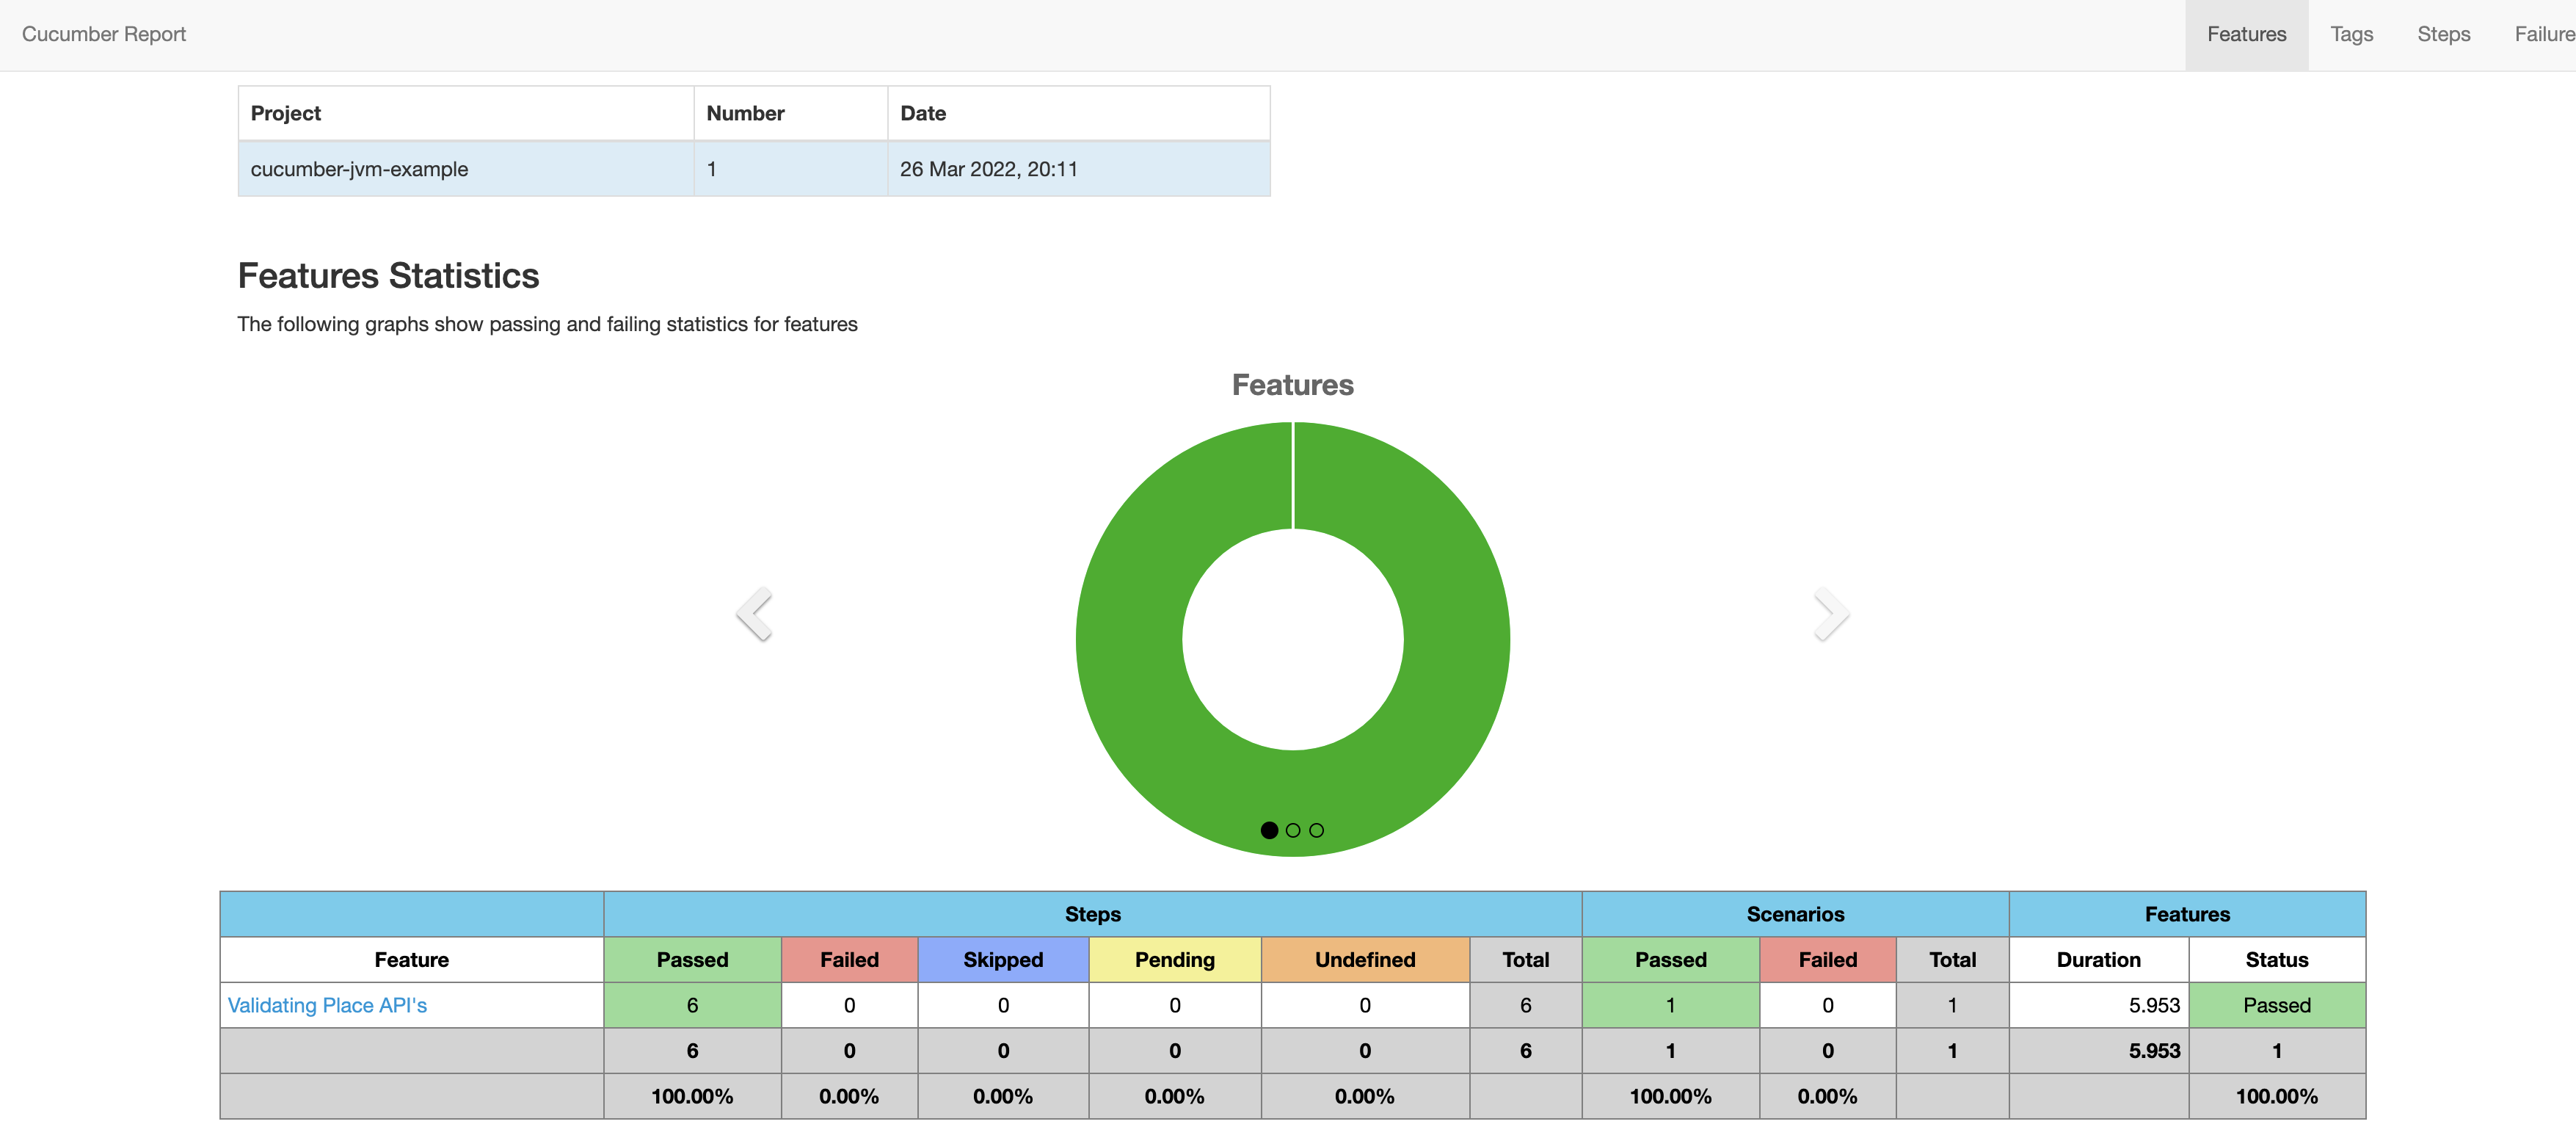 Cucumber Report Features Tags Steps Failure
Project Number Date
cucumber-jvm-example 1 26 Mar 2022, 20:11
Features Statistics
The following graphs show passing and failing statistics for features
Features
Steps Scenarios Features
Feature Passed Failed Skipped Pending Undefined Total Passed Failed Total Duration Status
Validating Place API's 6 0 0 0 0 6 1 0 1 5.953 Passed
6 0 0 0 0 6 1 0 1 5.953 1
100.00% 0.00% 0.00% 0.00% 0.00% 100.00% 0.00% 100.00%